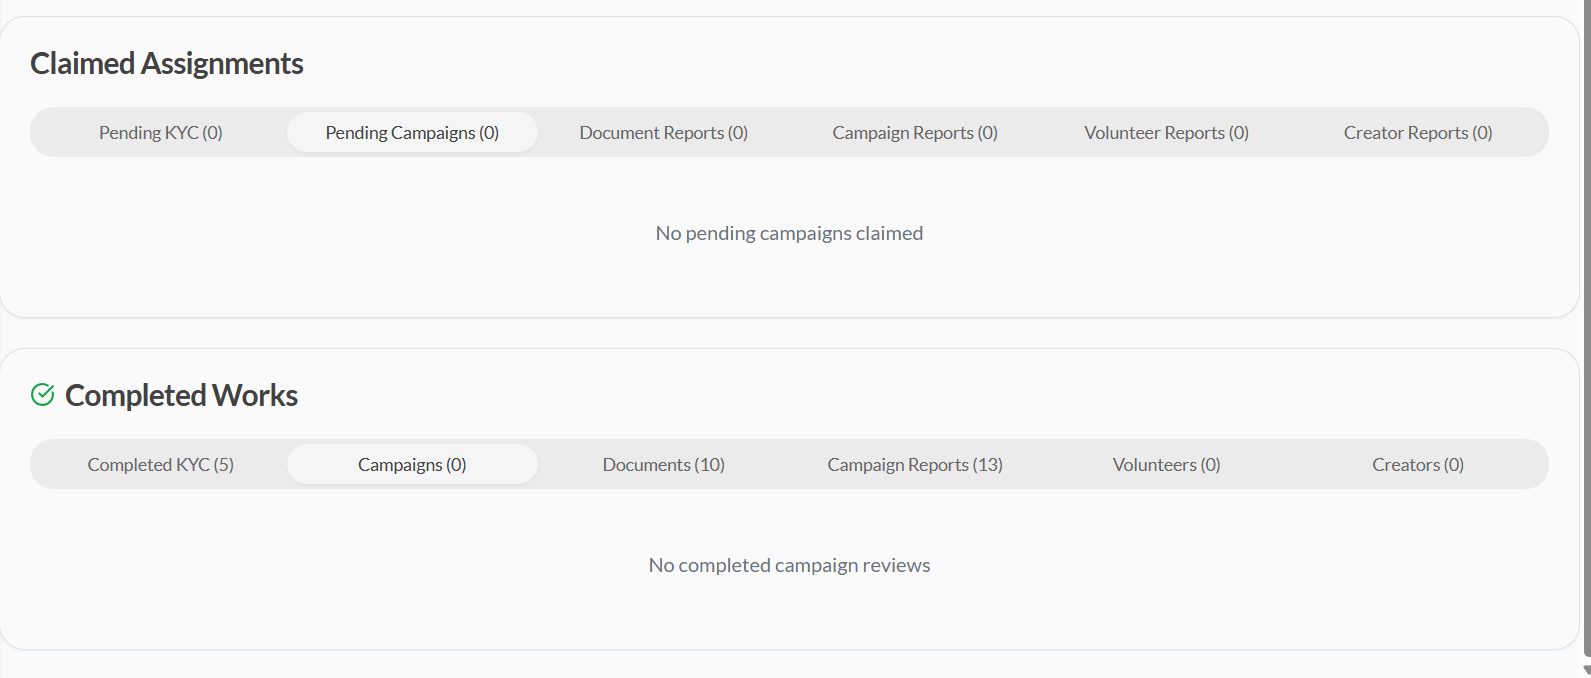 Claimed Assignments
Pending KYC (0) Pending Campaigns (0) Document Reports (0) Campaign Reports (0) Volunteer Reports (0) Creator Reports (0)
No pending campaigns claimed
Completed Works
Completed KYC (5) Campaigns (0) Documents (10) Campaign Reports (13) Volunteers (0) Creators (0)
No completed campaign reviews